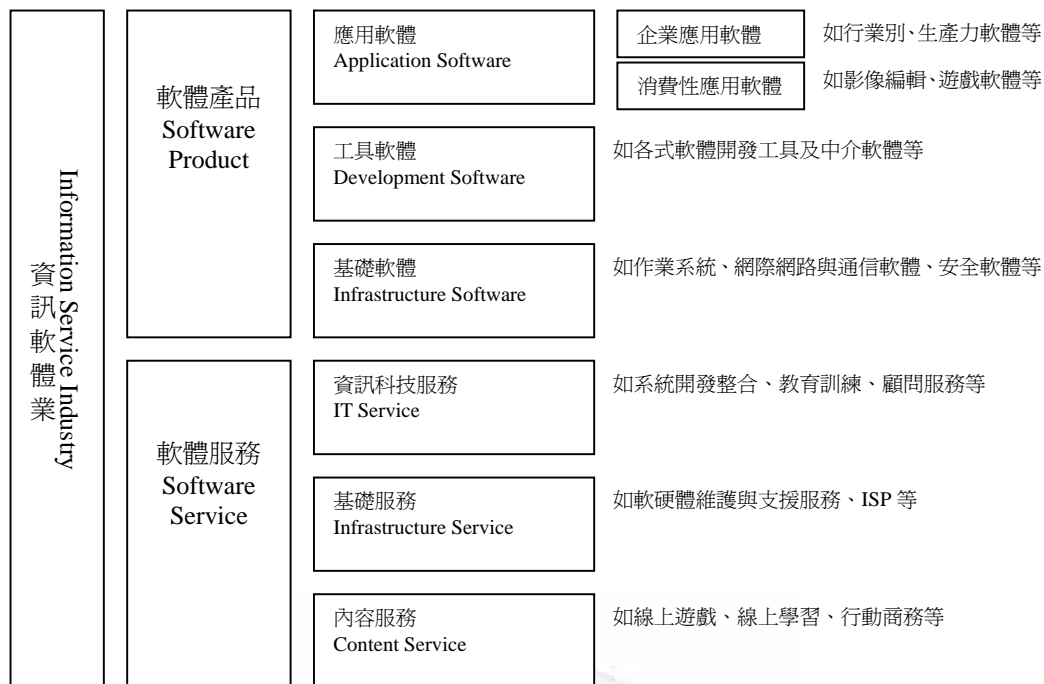 資訊軟體業
Information Service Industry
軟體產品
Software
Product
應用軟體
Application Software
企業應用軟體
如行業別、生產力軟體等
消費性應用軟體
如影像編輯、遊戲軟體等
工具軟體
Development Software
如各式軟體開發工具及中介軟體等
基礎軟體
Infrastructure Software
如作業系統、網際網路與通信軟體、安全軟體等
軟體服務
Software
Service
資訊科技服務
IT Service
如系統開發整合、教育訓練、顧問服務等
基礎服務
Infrastructure Service
如軟硬體維護與支援服務、ISP 等
內容服務
Content Service
如線上遊戲、線上學習、行動商務等